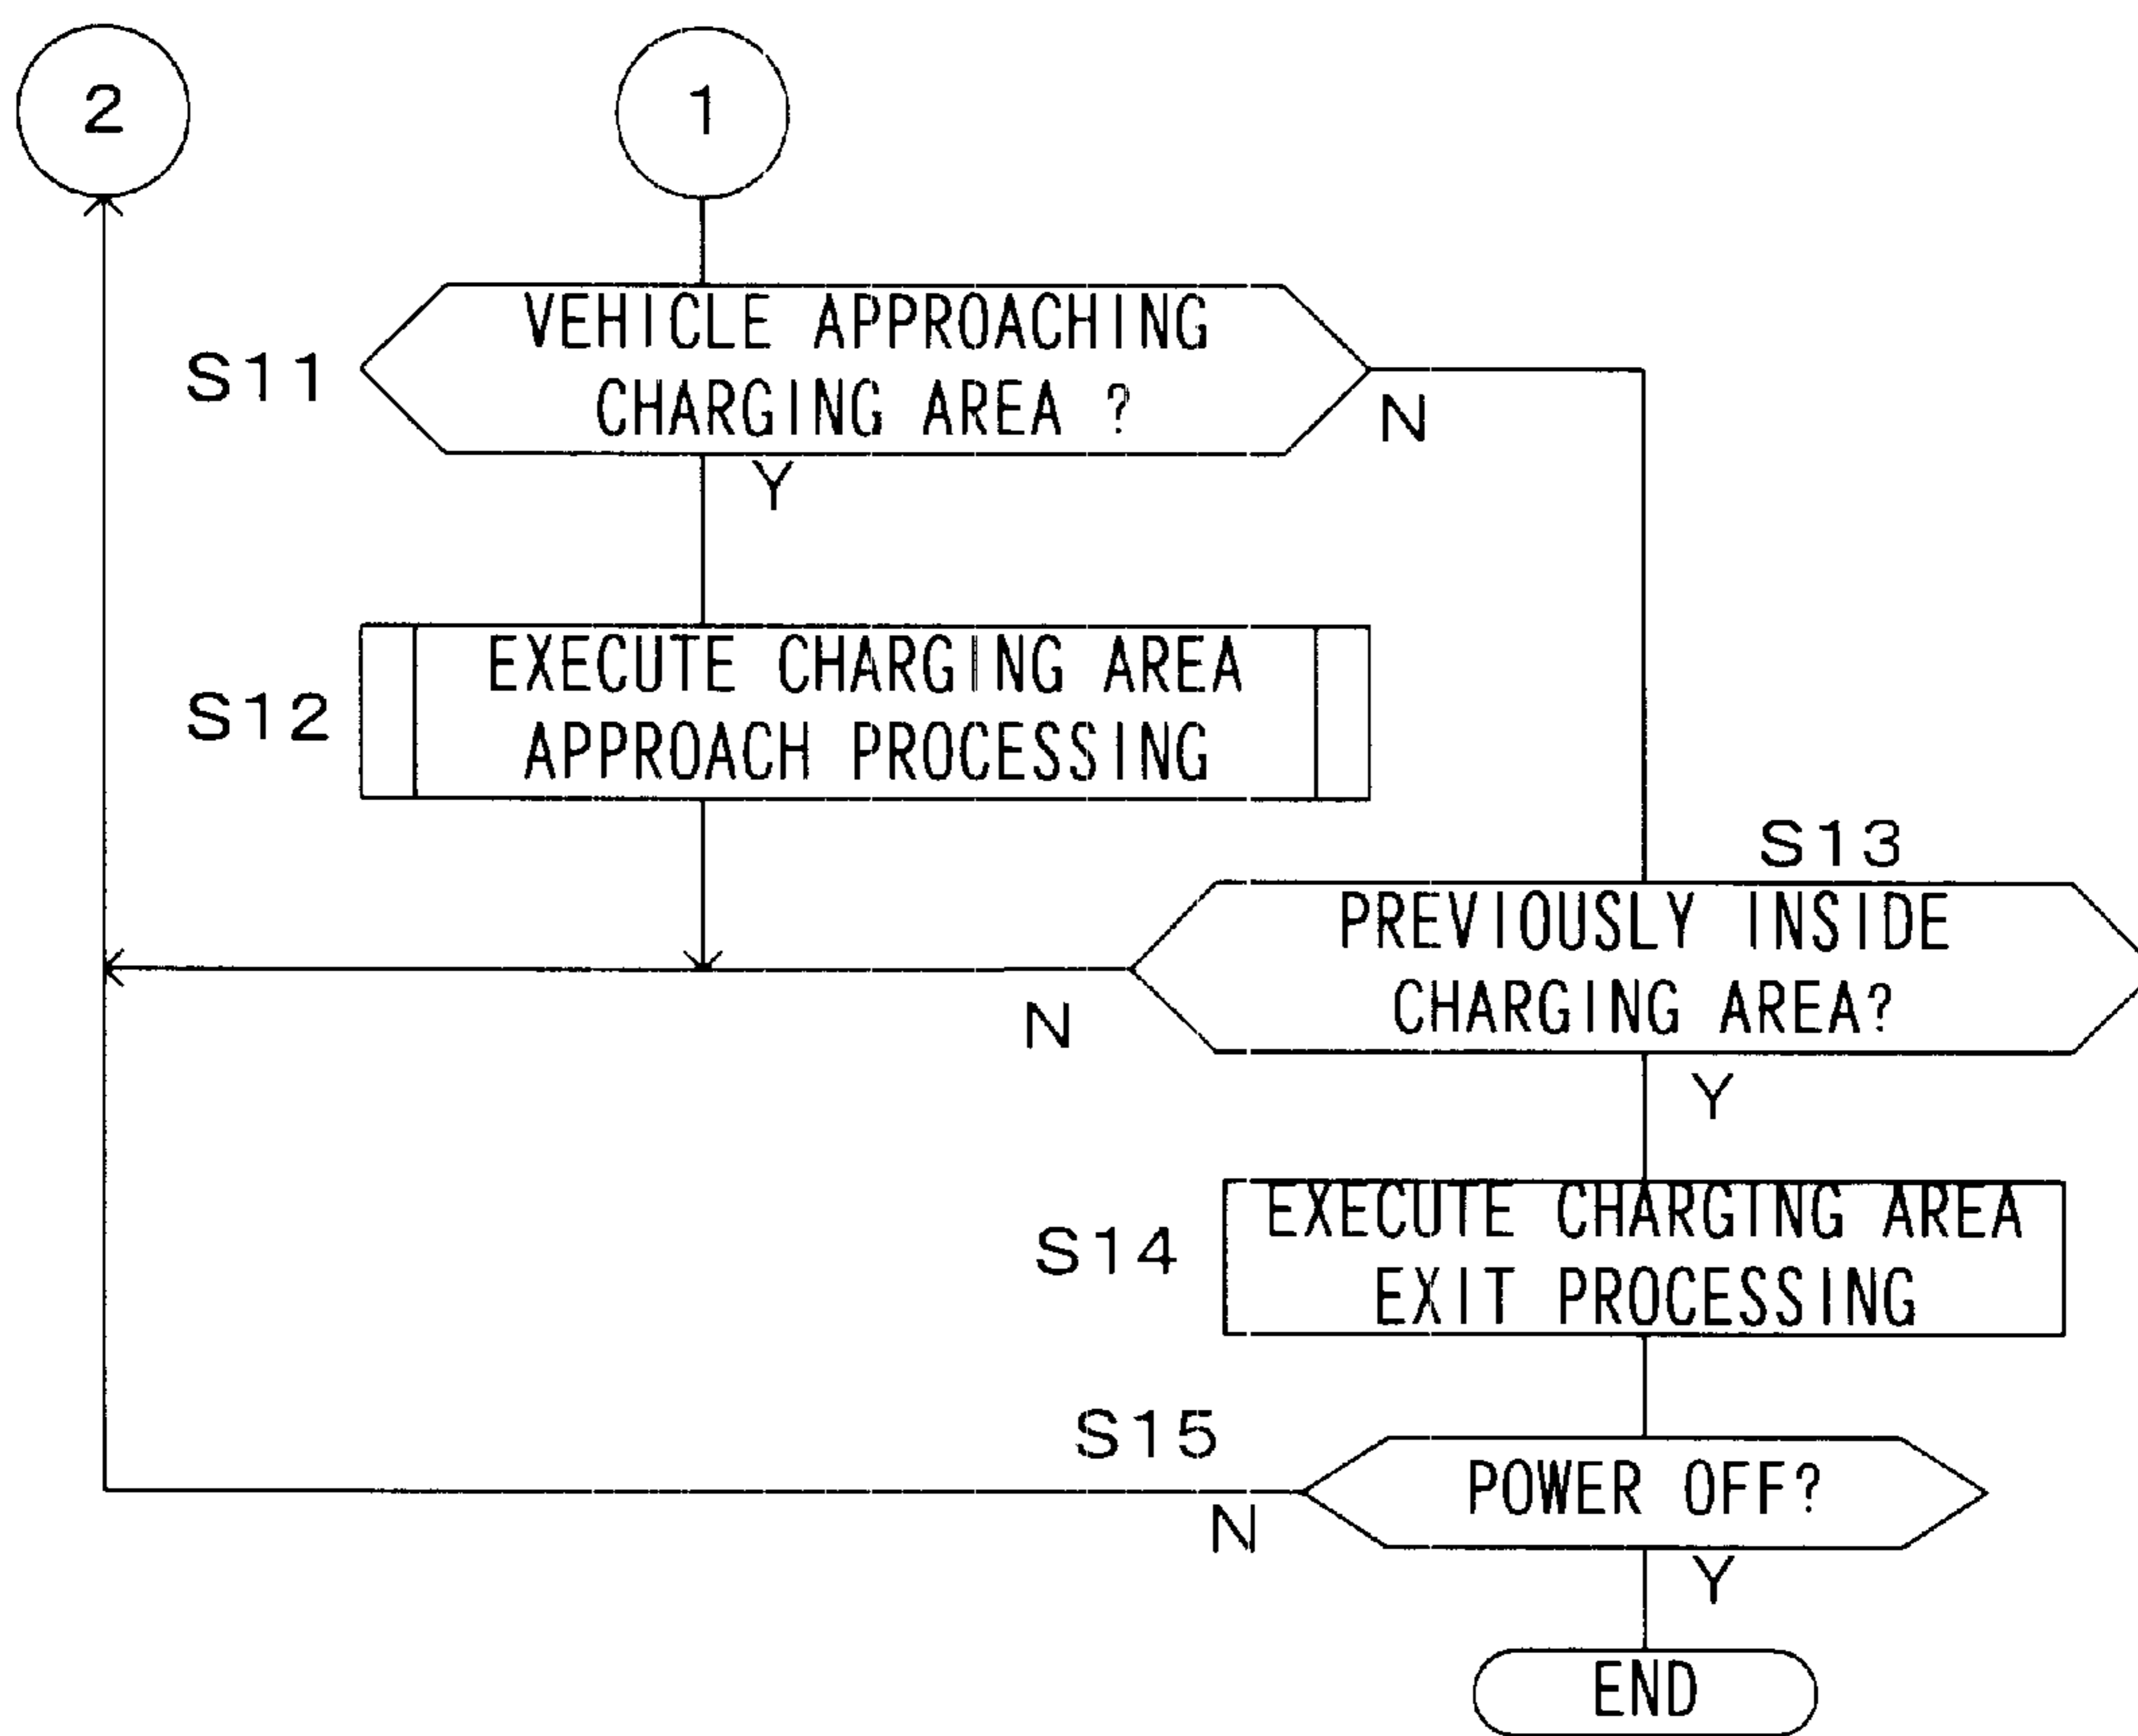 2
1
S11
VEHICLE APPROACHING
CHARGING AREA ?
N
Y
S12
EXECUTE CHARGING AREA
APPROACH PROCESSING
S13
PREVIOUSLY INSIDE
CHARGING AREA?
N
Y
S14
EXECUTE CHARGING AREA
EXIT PROCESSING
S15
POWER OFF?
N
Y
END